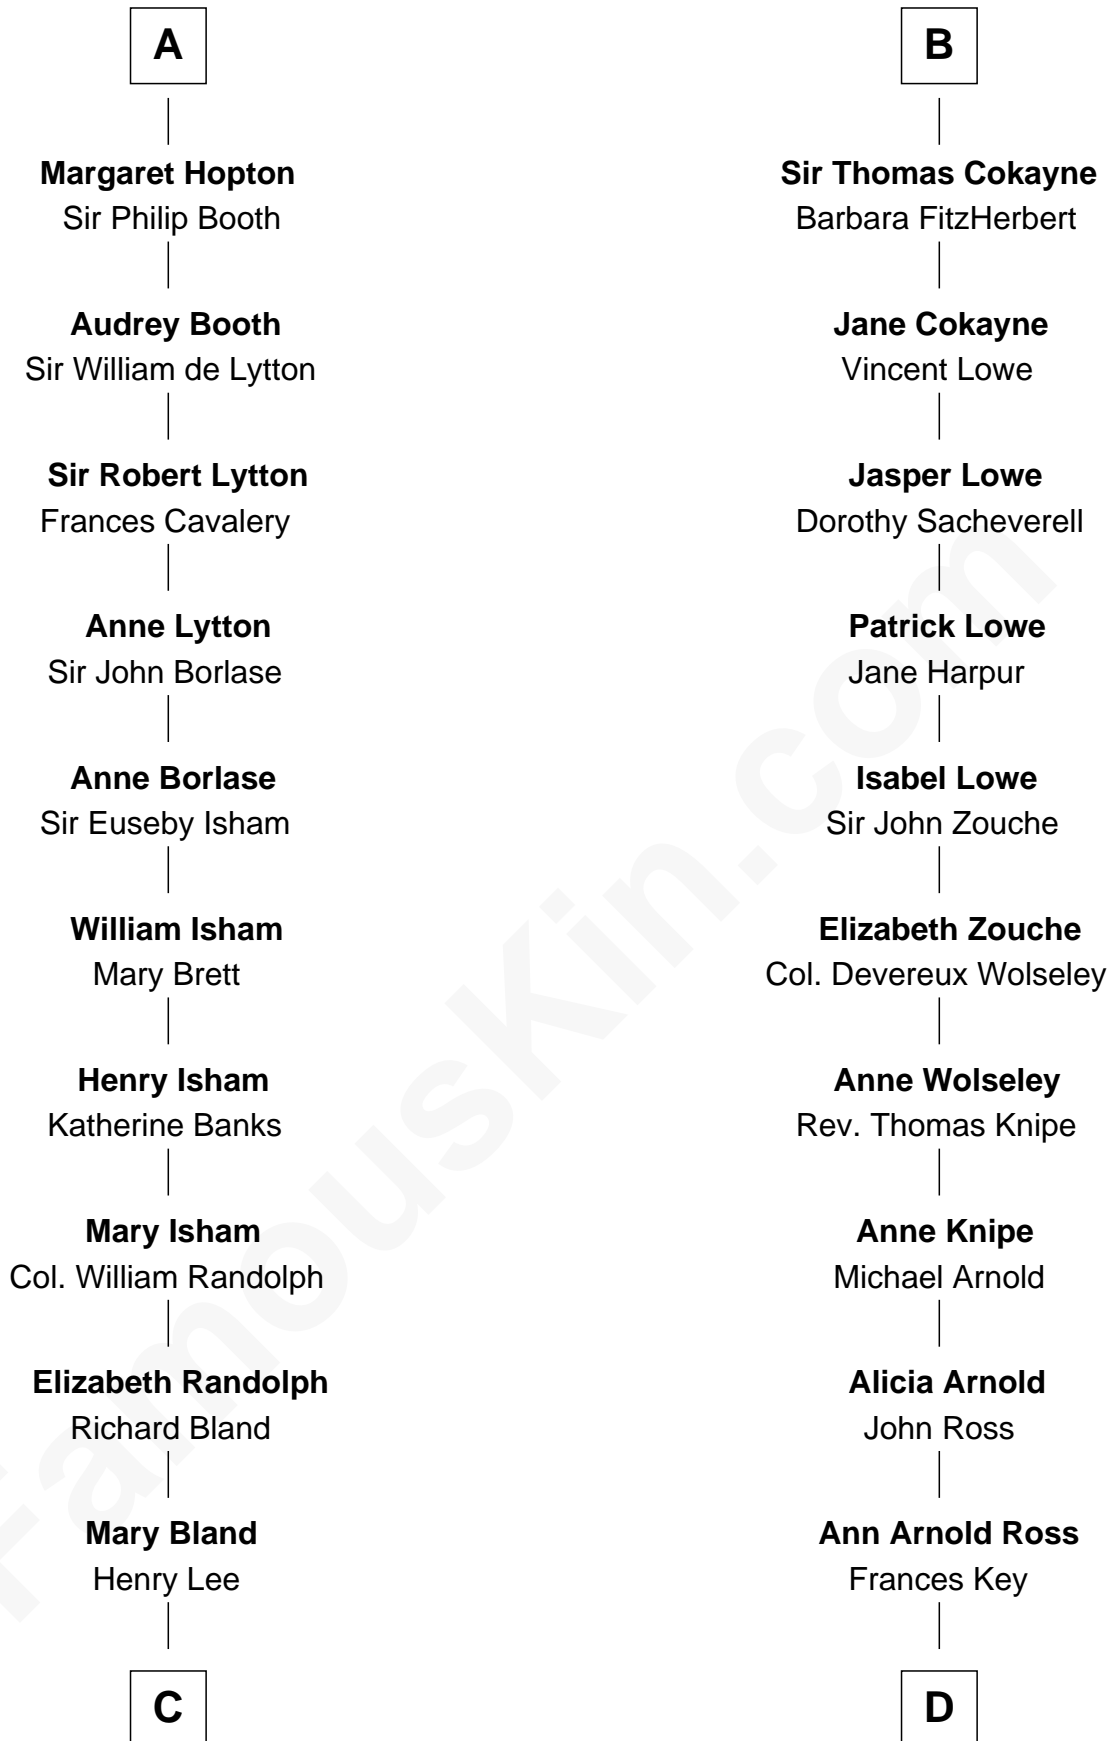 A
Margaret Hopton
Sir Philip Booth
Audrey Booth
Sir William de Lytton
Sir Robert Lytton
Frances Cavalery
Anne Lytton
Sir John Borlase
Anne Borlase
Sir Euseby Isham
William Isham
Mary Brett
Henry Isham
Katherine Banks
Mary Isham
Col. William Randolph
Elizabeth Randolph
Richard Bland
Mary Bland
Henry Lee
C
B
Sir Thomas Cokayne
Barbara FitzHerbert
Jane Cokayne
Vincent Lowe
Jasper Lowe
Dorothy Sacheverell
Patrick Lowe
Jane Harpur
Isabel Lowe
Sir John Zouche
Elizabeth Zouche
Col. Devereux Wolseley
Anne Wolseley
Rev. Thomas Knipe
Anne Knipe
Michael Arnold
Alicia Arnold
John Ross
Ann Arnold Ross
Frances Key
D
FamousKin.com